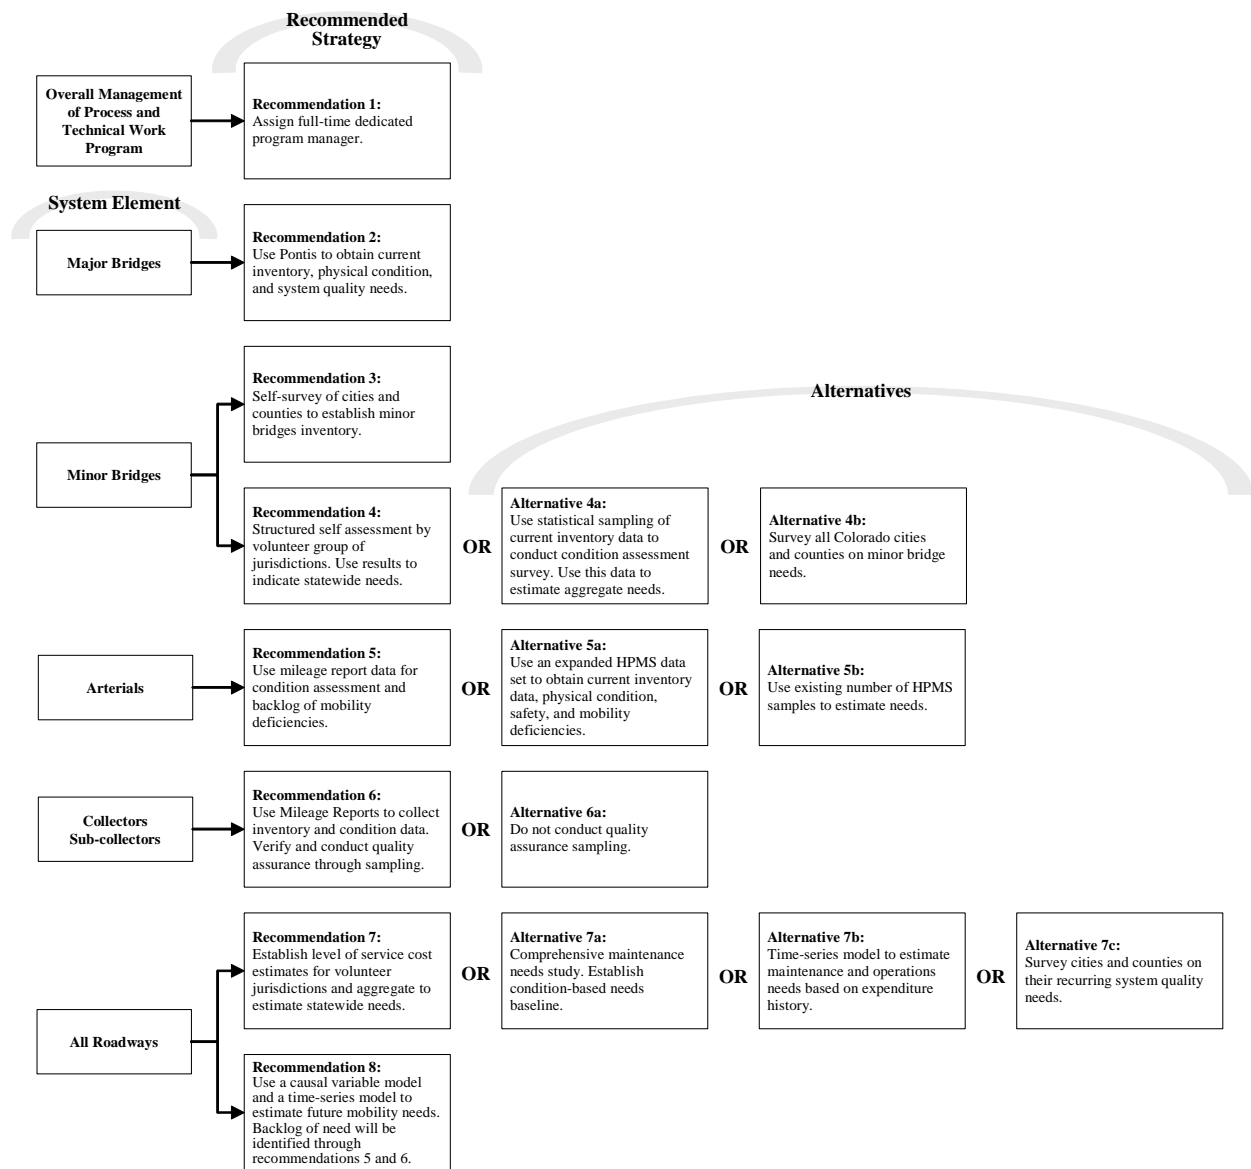 Recommended
Strategy
Overall Management
of Process and
Technical Work
Program
Recommendation 1:
Assign full-time dedicated
program manager.
System Element
Major Bridges
Recommendation 2:
Use Pontis to obtain current
inventory, physical condition,
and system quality needs.
Minor Bridges
Recommendation 3:
Self-survey of cities and
counties to establish minor
bridges inventory.
Alternatives
Recommendation 4:
Structured self assessment by
volunteer group of
jurisdictions. Use results to
indicate statewide needs.
OR
Alternative 4a:
Use statistical sampling of
current inventory data to
conduct condition assessment
survey. Use this data to
estimate aggregate needs.
OR
Alternative 4b:
Survey all Colorado cities
and counties on minor bridge
needs.
Arterials
Recommendation 5:
Use mileage report data for
condition assessment and
backlog of mobility
deficiencies.
OR
Alternative 5a:
Use an expanded HPMS data
set to obtain current inventory
data, physical condition,
safety, and mobility
deficiencies.
OR
Alternative 5b:
Use existing number of HPMS
samples to estimate needs.
Collectors
Sub-collectors
Recommendation 6:
Use Mileage Reports to collect
inventory and condition data.
Verify and conduct quality
assurance through sampling.
OR
Alternative 6a:
Do not conduct quality
assurance sampling.
All Roadways
Recommendation 7:
Establish level of service cost
estimates for volunteer
jurisdictions and aggregate to
estimate statewide needs.
OR
Alternative 7a:
Comprehensive maintenance
needs study. Establish
condition-based needs
baseline.
OR
Alternative 7b:
Time-series model to estimate
maintenance and operations
needs based on expenditure
history.
OR
Alternative 7c:
Survey cities and counties on
their recurring system quality
needs.
Recommendation 8:
Use a causal variable model
and a time-series model to
estimate future mobility needs.
Backlog of need will be
identified through
recommendations 5 and 6.